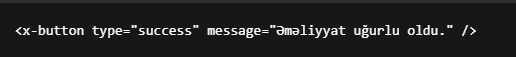 <x-button type="success" message="Əməliyyat uğurlu oldu." />